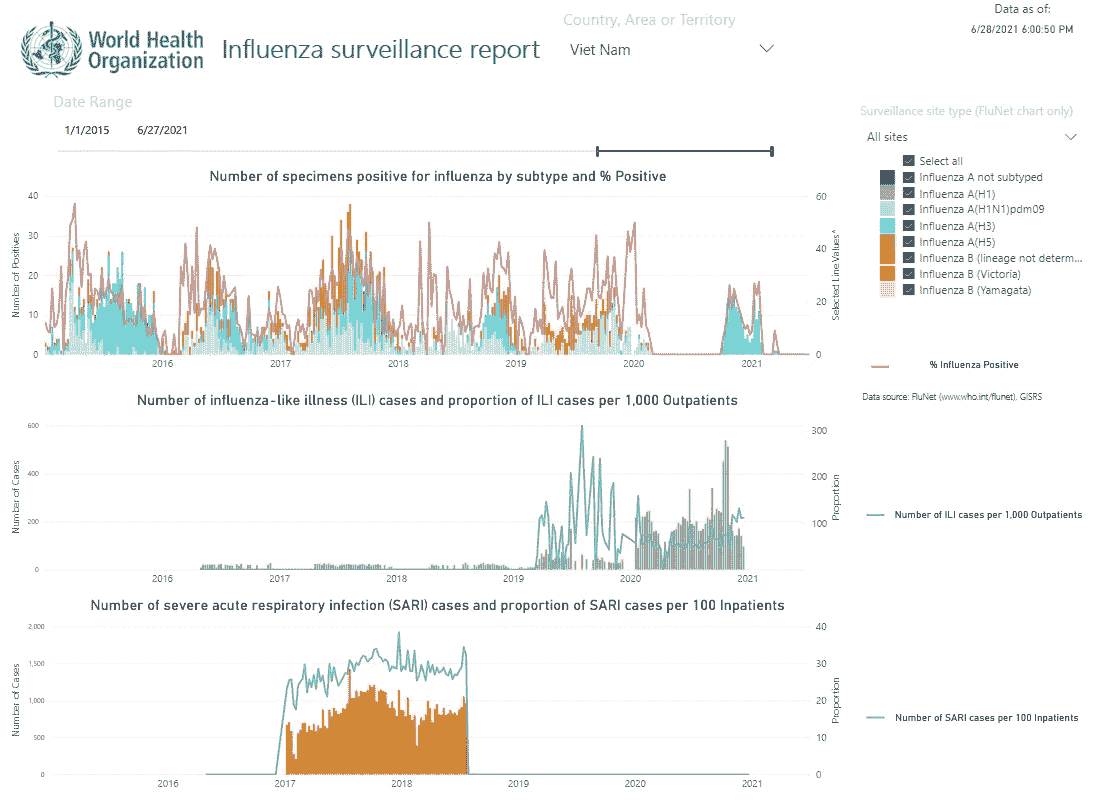 World Health
Organization
Influenza surveillance report
Country, Area or Territory
Viet Nam
Data as of:
6/28/2021 6:00:50 PM
Date Range
1/1/2015 6/27/2021
Surveillance site type (FluNet chart only)
All sites
Select all
Influenza A not subtyped
Influenza A(H1)
Influenza A(H1N1)pdm09
Influenza A(H3)
Influenza A(H5)
Influenza B (lineage not determ...
Influenza B (Victoria)
Influenza B (Yamagata)
% Influenza Positive
Data source: FluNet (www.who.int/flunet), GISRS
Number of specimens positive for influenza by subtype and % Positive
Number of Positives
40
30
20
10
0
60
40
20
0
Selected Line Values^
2016 2017 2018 2019 2020 2021
Number of influenza-like illness (ILI) cases and proportion of ILI cases per 1,000 Outpatients
Number of Cases
600
400
200
0
300
200
100
Proportion
2016 2017 2018 2019 2020 2021
Number of ILI cases per 1,000 Outpatients
Number of severe acute respiratory infection (SARI) cases and proportion of SARI cases per 100 Inpatients
Number of Cases
2,000
1,500
1,000
500
0
40
30
20
10
0
Proportion
2016 2017 2018 2019 2020 2021
Number of SARI cases per 100 Inpatients